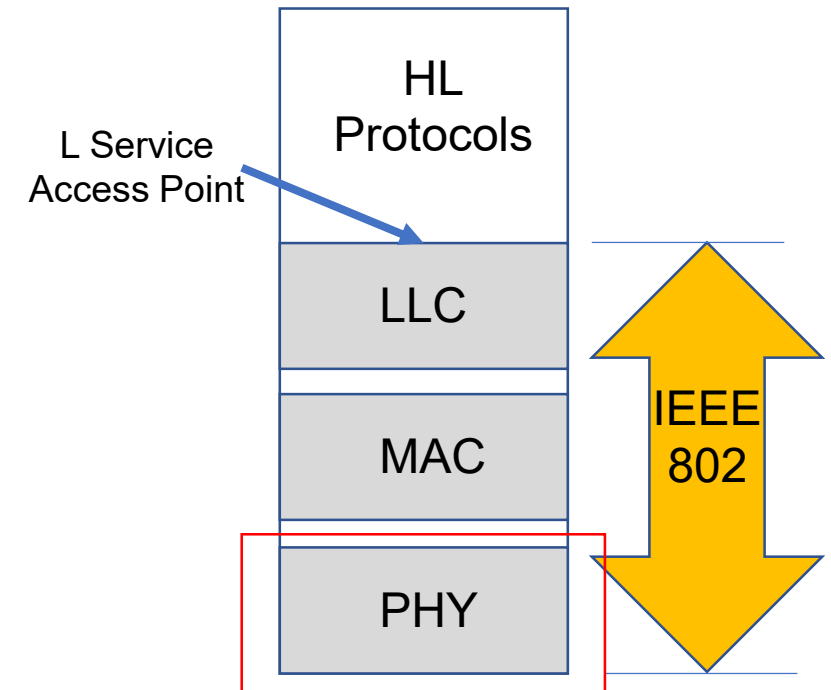 HL
Protocols
L Service
Access Point
LLC
IEEE
802
MAC
PHY